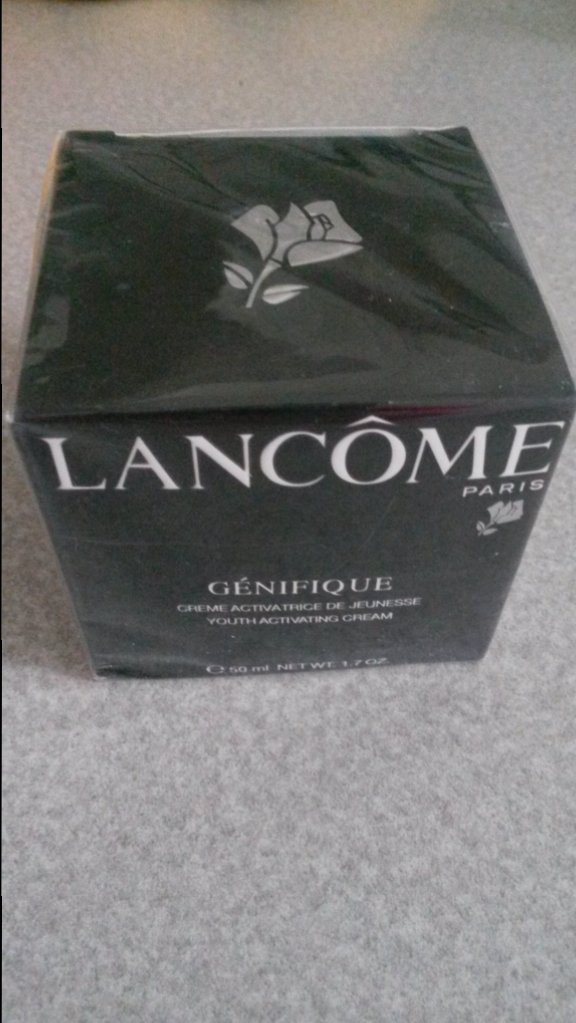 LANCÔME
PARIS
GÉNIFIQUE
CREME ACTIVATRICE DE JEUNESSE
YOUTH ACTIVATING CREAM
℮ 50 ml NET WT. 1.7 OZ.